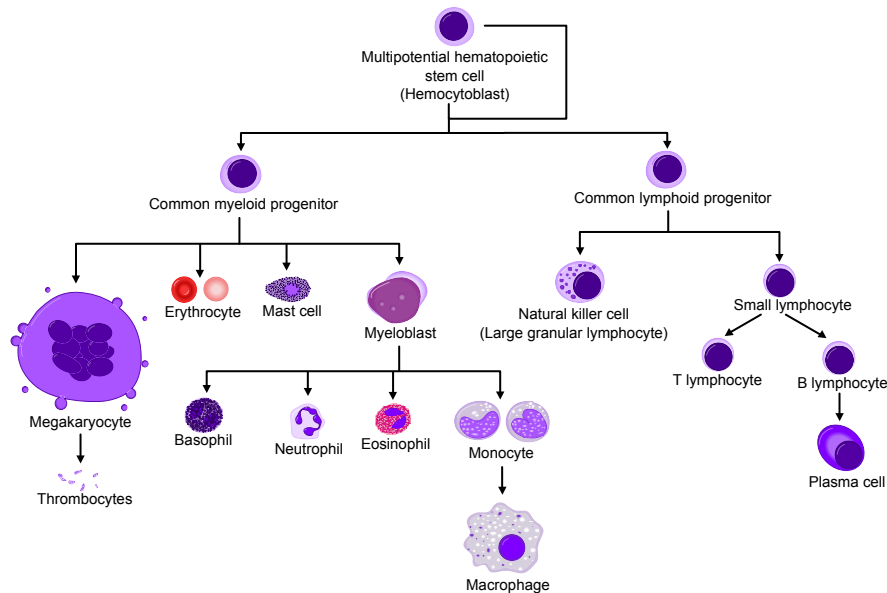 Multipotential hematopoietic
stem cell
(Hemocytoblast)
Common myeloid progenitor
Common lymphoid progenitor
Erythrocyte
Mast cell
Myeloblast
Natural killer cell
(Large granular lymphocyte)
Small lymphocyte
T lymphocyte
B lymphocyte
Megakaryocyte
Basophil
Neutrophil
Eosinophil
Monocyte
Plasma cell
Thrombocytes
Macrophage